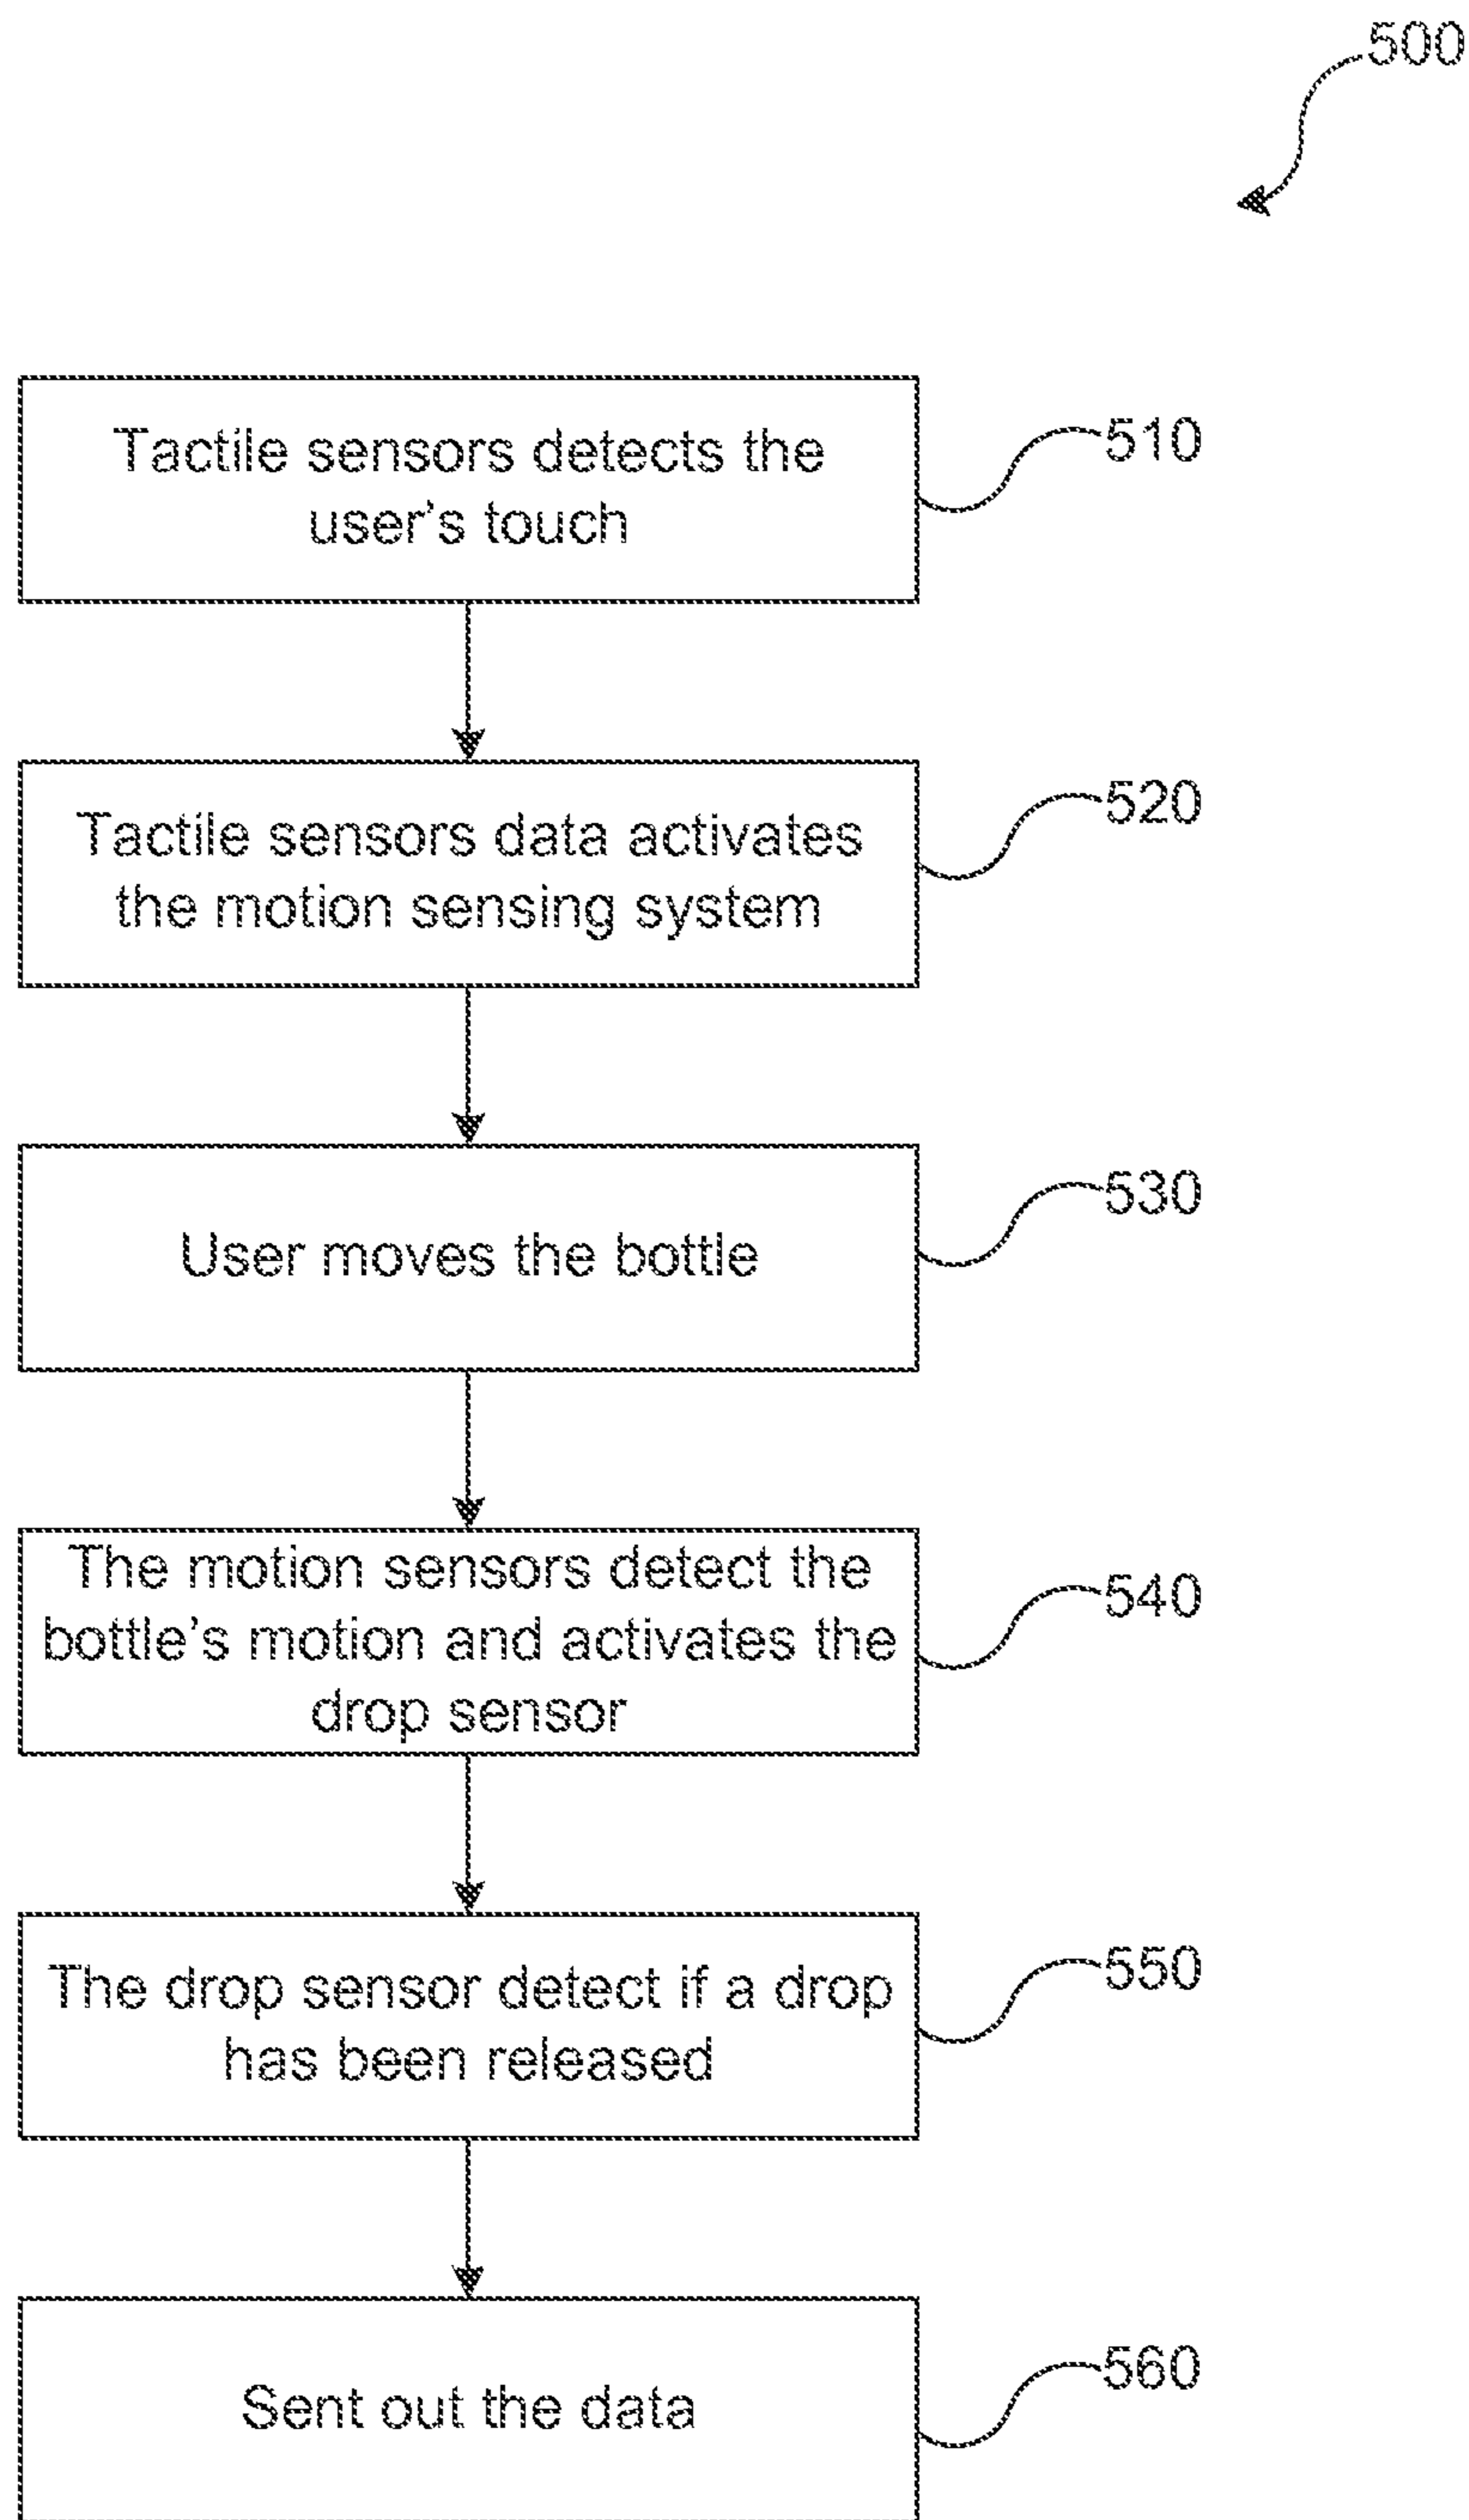 500
Tactile sensors detects the
user's touch
510
Tactile sensors data activates
the motion sensing system
520
User moves the bottle
530
The motion sensors detect the
bottle's motion and activates the
drop sensor
540
The drop sensor detect if a drop
has been released
550
Sent out the data
560